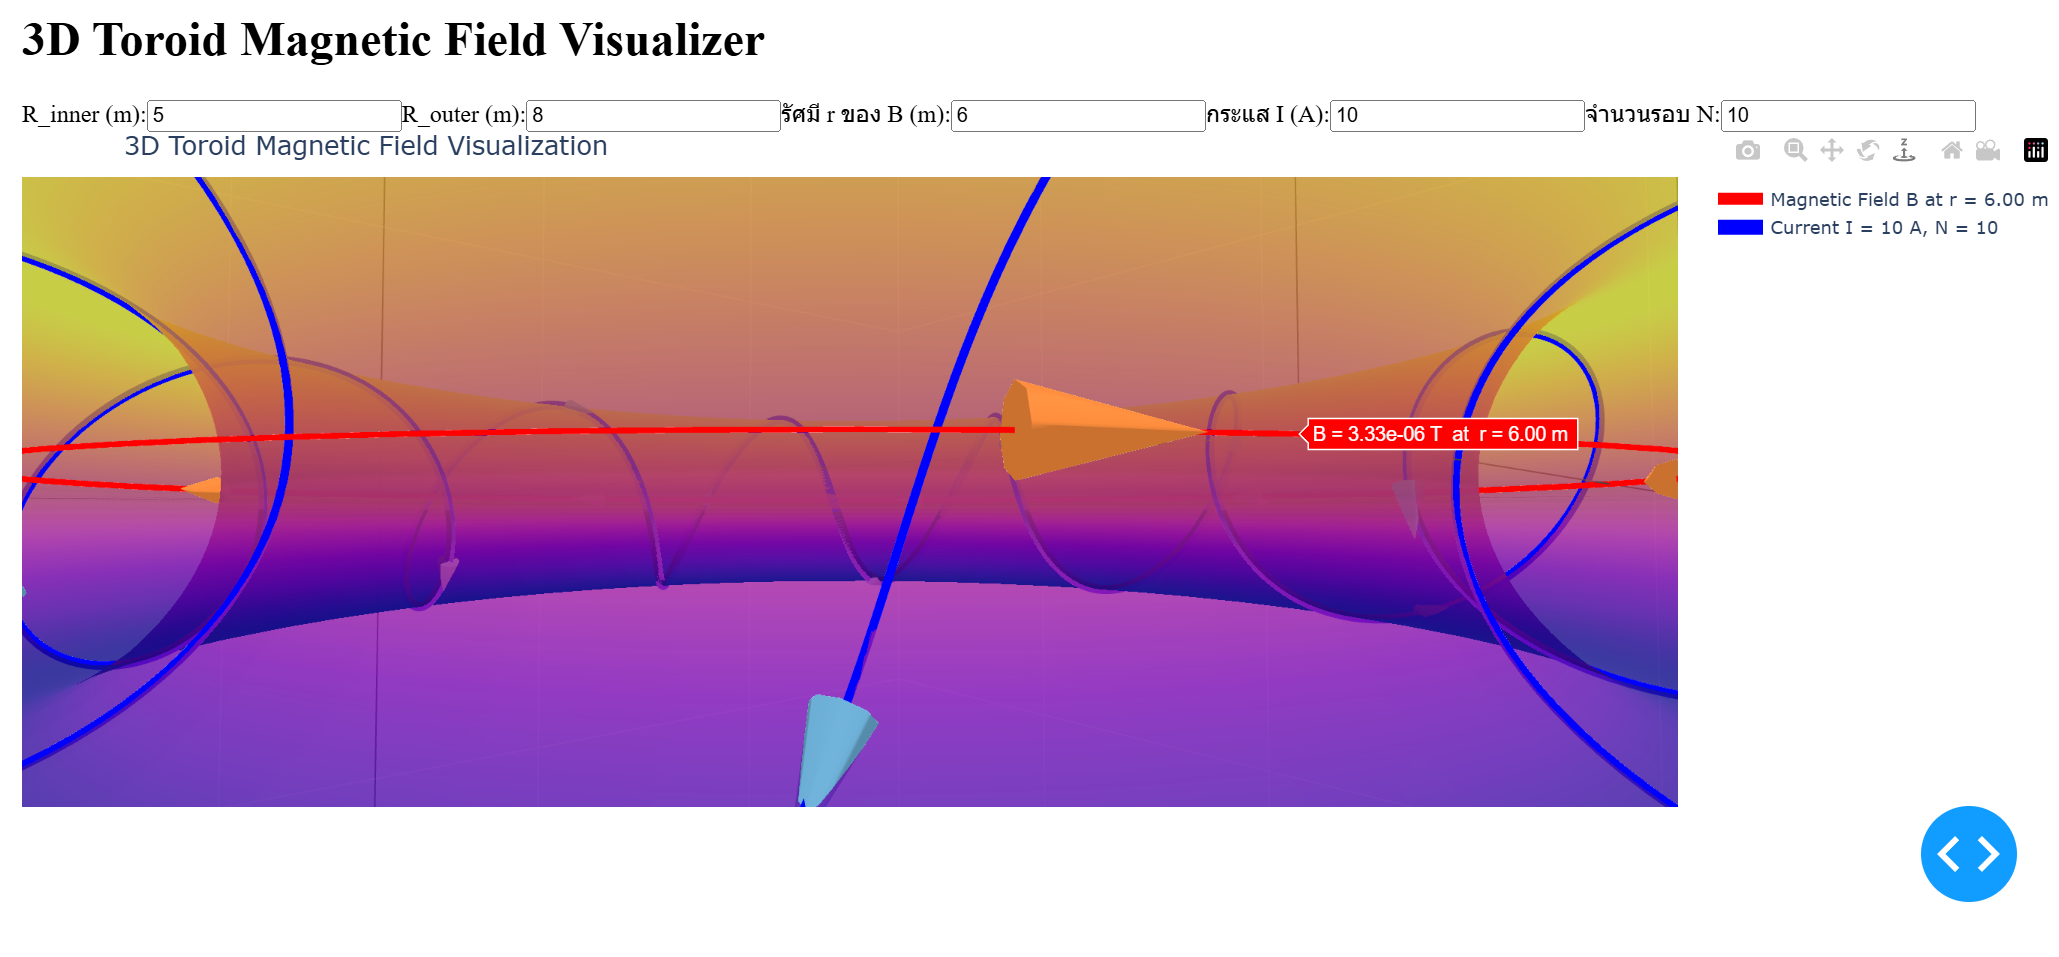 3D Toroid Magnetic Field Visualizer
R_inner (m): 5 R_outer (m): 8 รัศมี r ของ B (m): 6 กระแส I (A): 10 จำนวนรอบ N: 10
3D Toroid Magnetic Field Visualization
Magnetic Field B at r = 6.00 m
Current I = 10 A, N = 10
B = 3.33e-06 T at r = 6.00 m